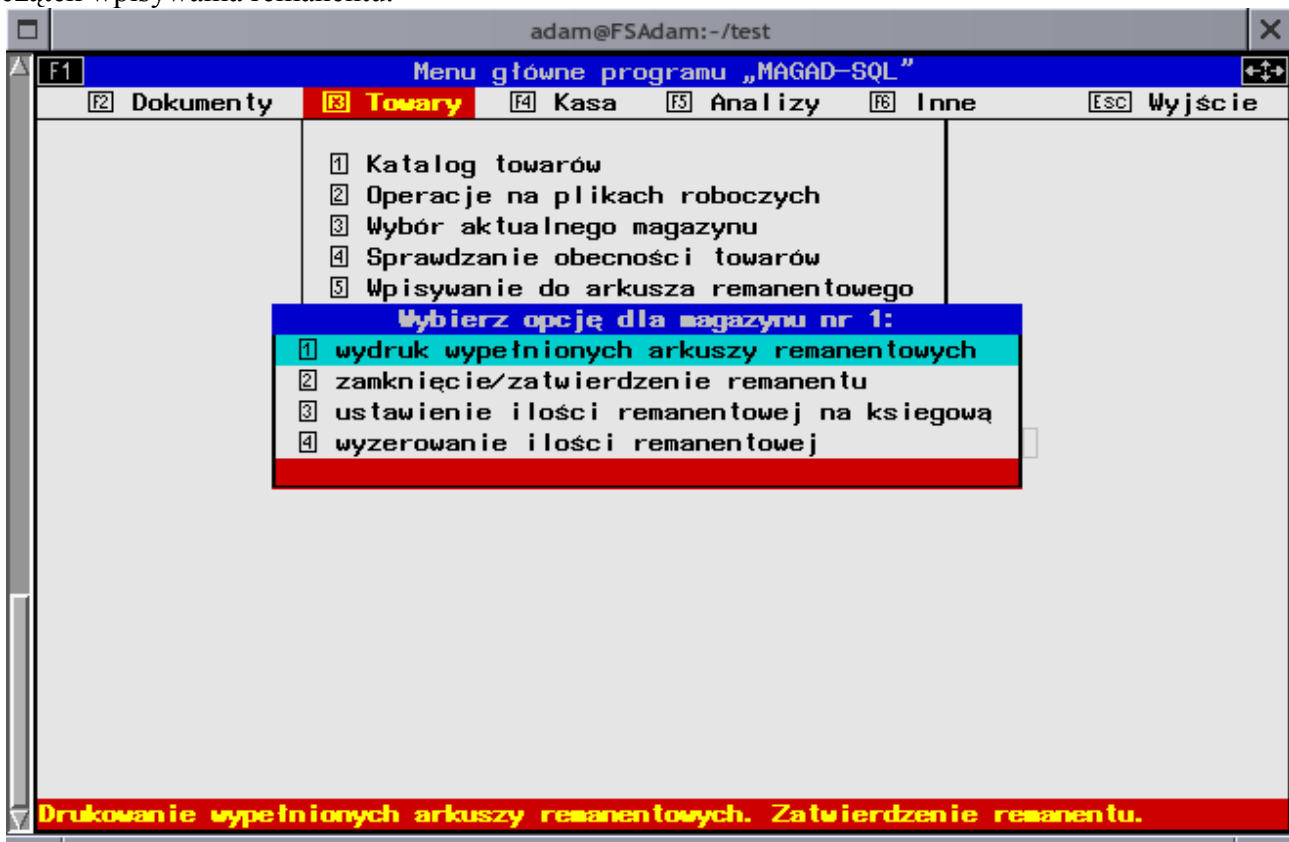 wpisywania remanentu.
adam@FSAdam:~/test
F1 Menu główne programu „MAGAD-SQL”
F2 Dokumenty F3 Towary F4 Kasa F5 Analizy F6 Inne ESC Wyjście
1 Katalog towarów
2 Operacje na plikach roboczych
3 Wybór aktualnego magazynu
4 Sprawdzanie obecności towarów
5 Wpisywanie do arkusza remanentowego
Wybierz opcję dla magazynu nr 1:
1 wydruk wypełnionych arkuszy remanentowych
2 zamknięcie/zatwierdzenie remanentu
3 ustawienie ilości remanentowej na ksiegową
4 wyzerowanie ilości remanentowej
Drukowanie wypełnionych arkuszy remanentowych. Zatwierdzenie remanentu.